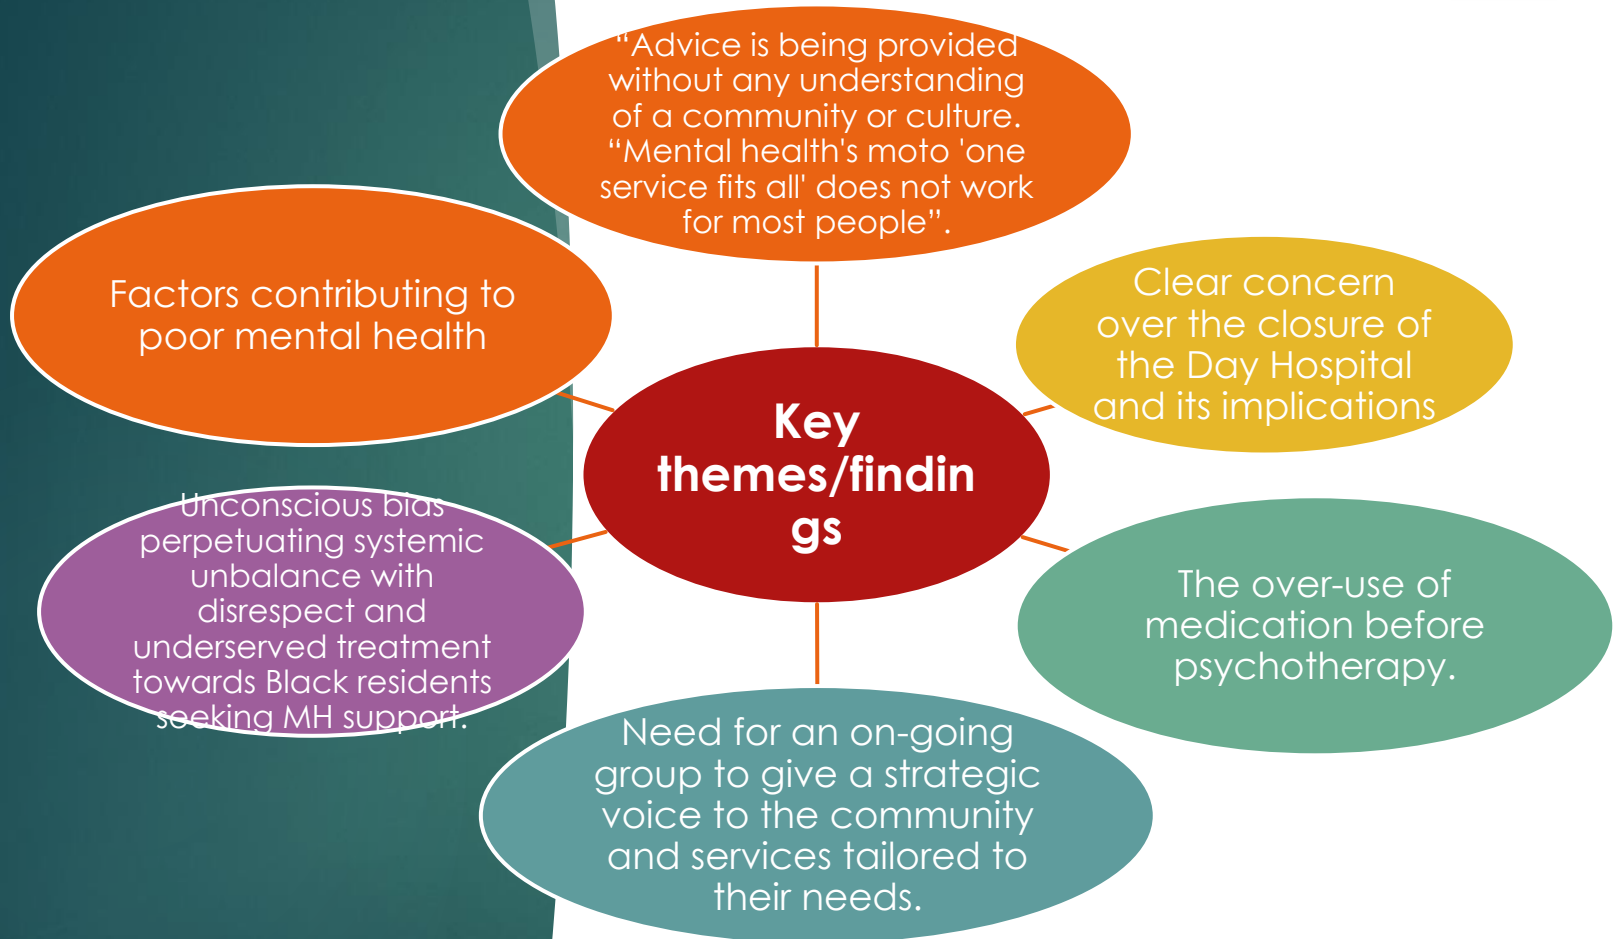 “Advice is being provided
without any understanding
of a community or culture.
“Mental health's moto 'one
service fits all' does not work
for most people”.
Clear concern
over the closure of
the Day Hospital
and its implications
The over-use of
medication before
psychotherapy.
Need for an on-going
group to give a strategic
voice to the community
and services tailored to
their needs.
Unconscious bias
perpetuating systemic
unbalance with
disrespect and
underserved treatment
towards Black residents
seeking MH support.
Factors contributing to
poor mental health
Key
themes/findin
gs